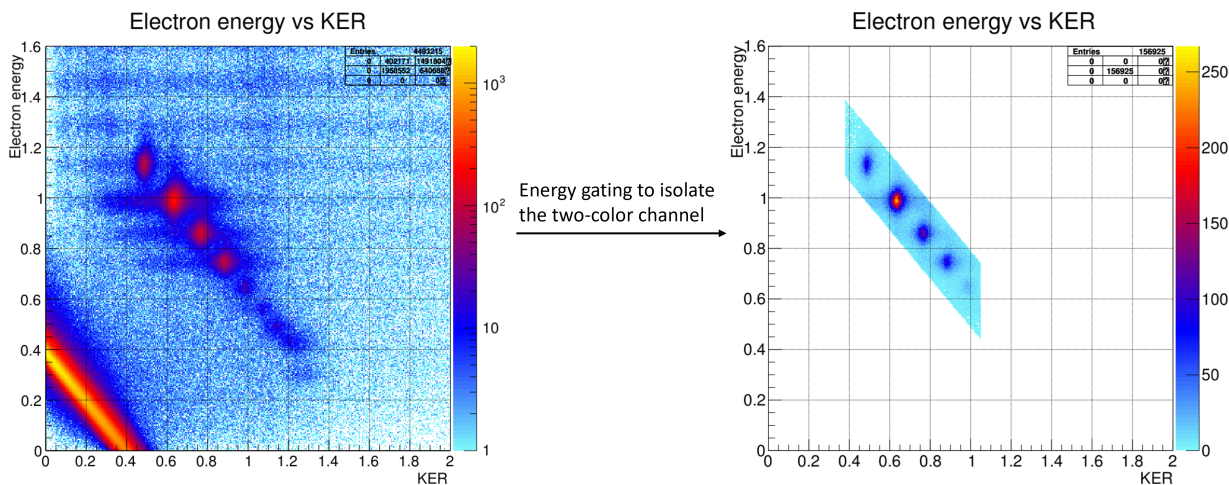 Electron energy vs KER
Electron energy
1.6
1.4
1.2
1
0.8
0.6
0.4
0.2
0
0 0.2 0.4 0.6 0.8 1 1.2 1.4 1.6 1.8 2
KER
Entries 4493215
0 402171
0 1958552
0 0
10³
10²
10
1
Energy gating to isolate
the two-color channel
Electron energy vs KER
Electron energy
1.6
1.4
1.2
1
0.8
0.6
0.4
0.2
0
0 0.2 0.4 0.6 0.8 1 1.2 1.4 1.6 1.8 2
KER
Entries 156925
0 0 0
0 156925 0
0 0 0
250
200
150
100
50
0